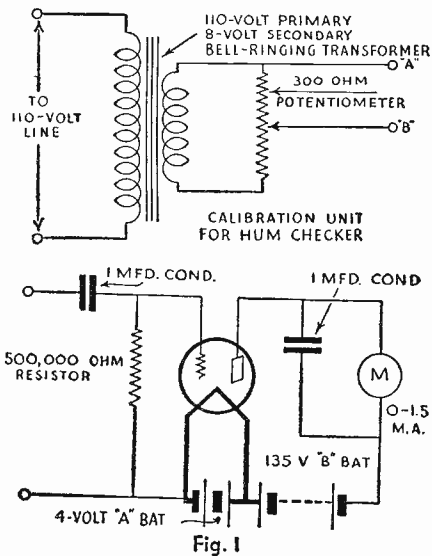 110-VOLT PRIMARY
8-VOLT SECONDARY
BELL-RINGING TRANSFORMER
"A"
300 OHM
POTENTIOMETER
"B"
TO
110-VOLT
LINE
CALIBRATION UNIT
FOR HUM CHECKER
1 MFD. COND.
1 MFD. COND
500,000 OHM
RESISTOR
M
0-1.5
M.A.
135 V "B" BAT
4-VOLT "A" BAT
Fig. 1